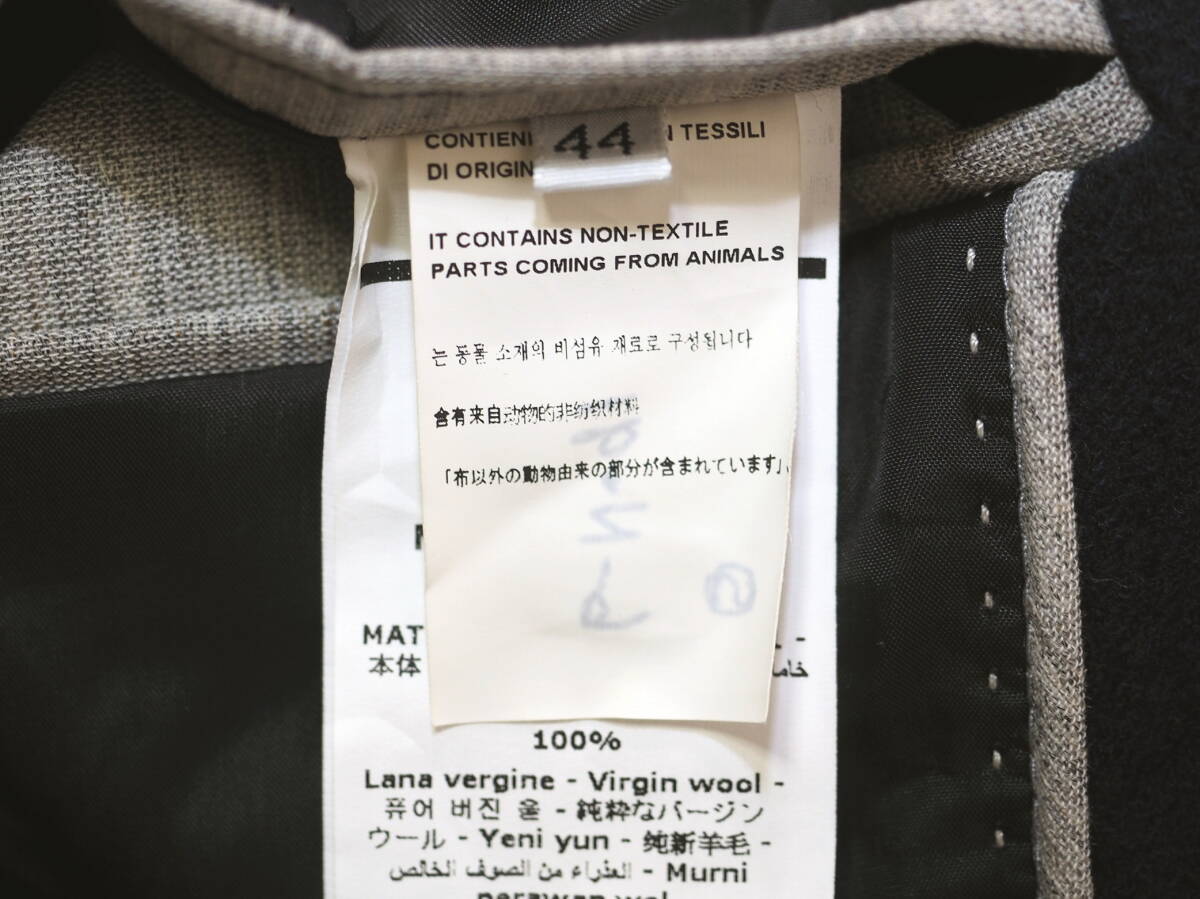 44
CONTIENI TESSILI
DI ORIGIN
IT CONTAINS NON-TEXTILE
PARTS COMING FROM ANIMALS
는 동물 소재의 비섬유 재료로 구성됩니다
含有来自动物的非纺织材料
「布以外の動物由来の部分が含まれています」、
MAT -
本体 خام
100%
Lana vergine - Virgin wool -
퓨어 버진 울 - 純粋なバージン
ウール - Yeni yun - 纯新羊毛 -
العذراء من الصوف الخالص - Murni
perawan wol